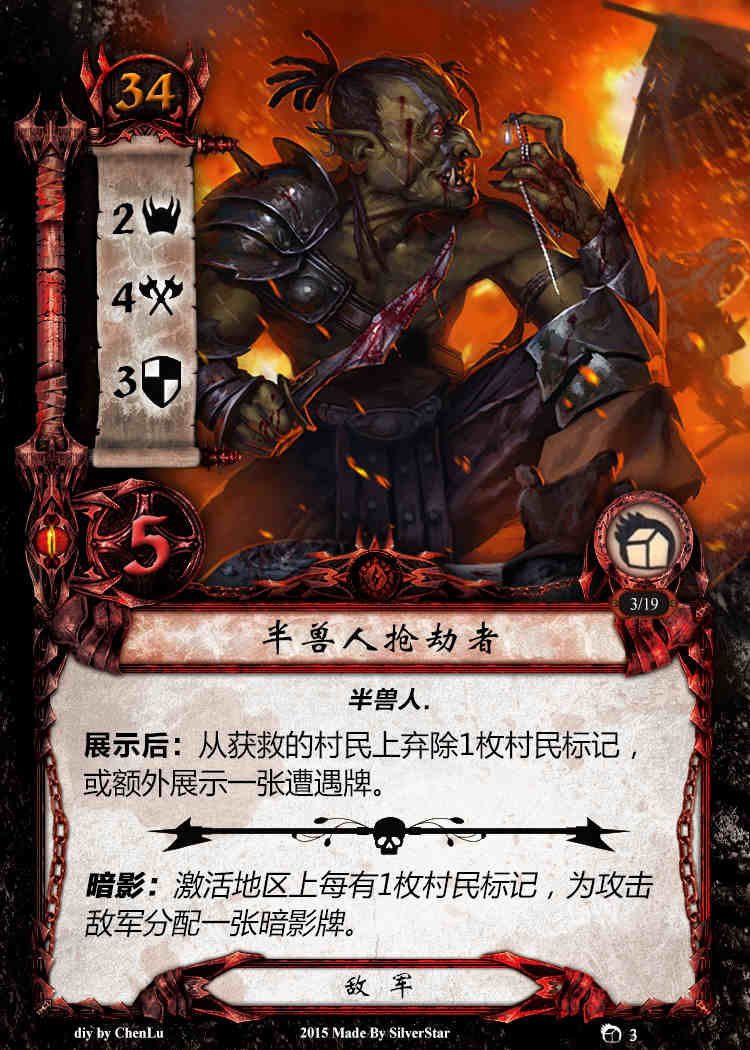 34
2
4
3
5
3/19
半兽人抢劫者
半兽人.
展示后：从获救的村民上弃除1枚村民标记，
或额外展示一张遭遇牌。
暗影：激活地区上每有1枚村民标记，为攻击
敌军分配一张暗影牌。
敌军
diy by ChenLu
2015 Made By SilverStar
3